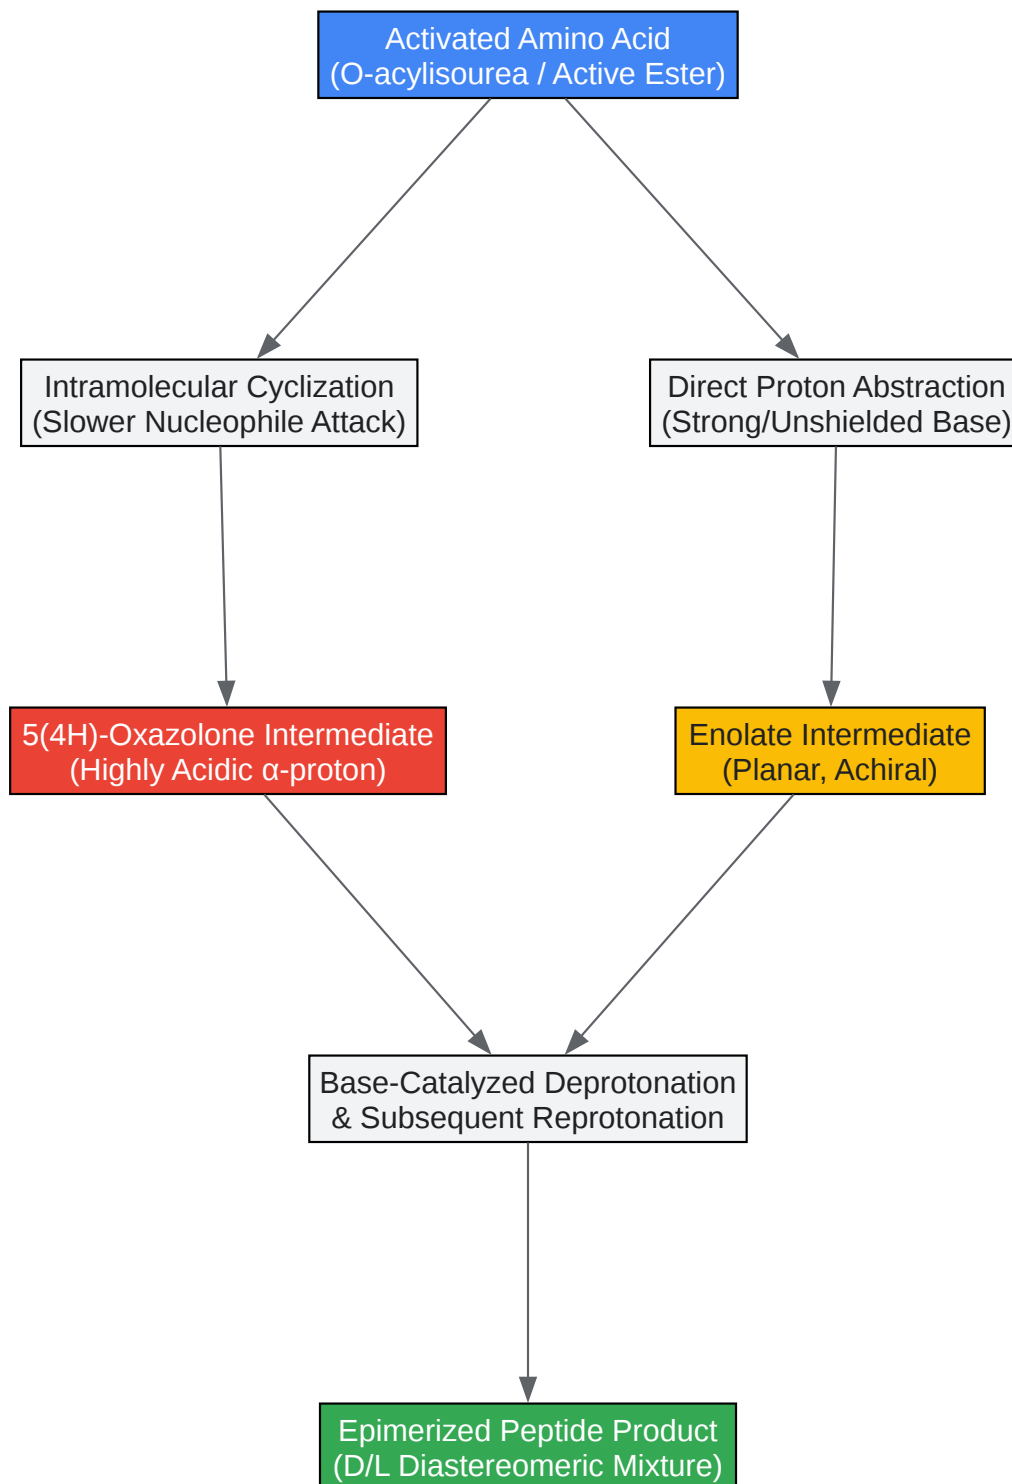 Activated Amino Acid
(O-acylisourea / Active Ester)
Intramolecular Cyclization
(Slower Nucleophile Attack)
Direct Proton Abstraction
(Strong/Unshielded Base)
5(4H)-Oxazolone Intermediate
(Highly Acidic α-proton)
Enolate Intermediate
(Planar, Achiral)
Base-Catalyzed Deprotonation
& Subsequent Reprotonation
Epimerized Peptide Product
(D/L Diastereomeric Mixture)